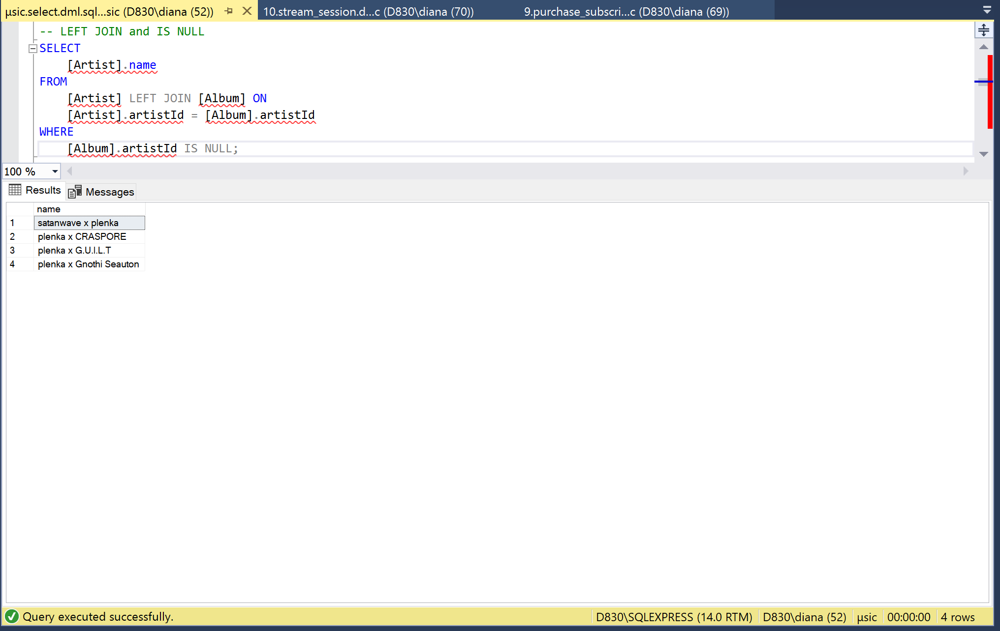 µsic.select.dml.sql...sic (D830\diana (52)) 10.stream_session.d...c (D830\diana (70)) 9.purchase_subscri...c (D830\diana (69))
-- LEFT JOIN and IS NULL
SELECT
[Artist].name
FROM
[Artist] LEFT JOIN [Album] ON
[Artist].artistId = [Album].artistId
WHERE
[Album].artistId IS NULL;
100 %
Results Messages
name
1 satanwave x plenka
2 plenka x CRASPORE
3 plenka x G.U.I.L.T
4 plenka x Gnothi Seauton
Query executed successfully. D830\SQLEXPRESS (14.0 RTM) D830\diana (52) µsic 00:00:00 4 rows